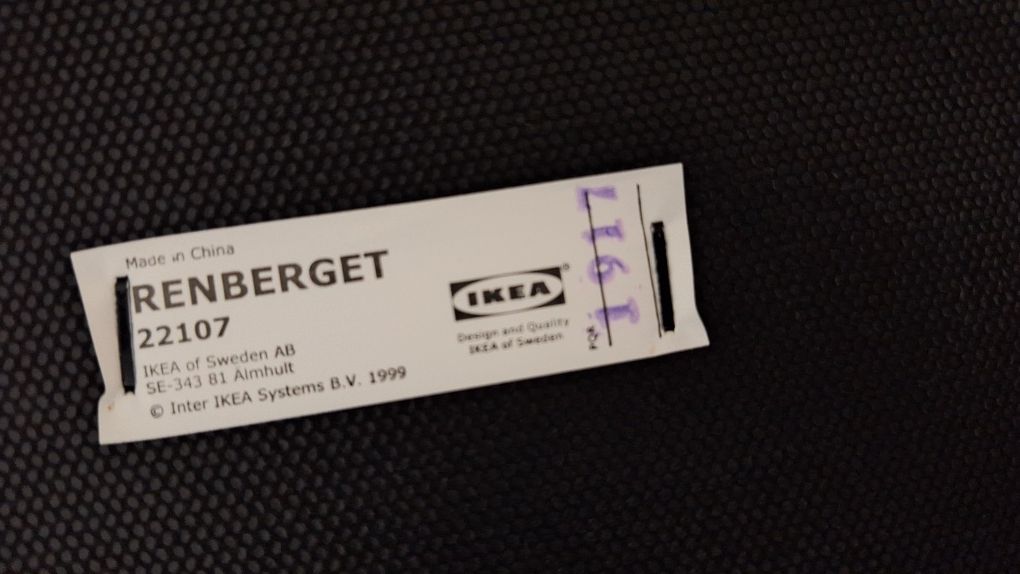 Made in China
RENBERGET
22107
IKEA of Sweden AB
SE-343 81 Älmhult
© Inter IKEA Systems B.V. 1999
IKEA®
Design and Quality
IKEA of Sweden
1917